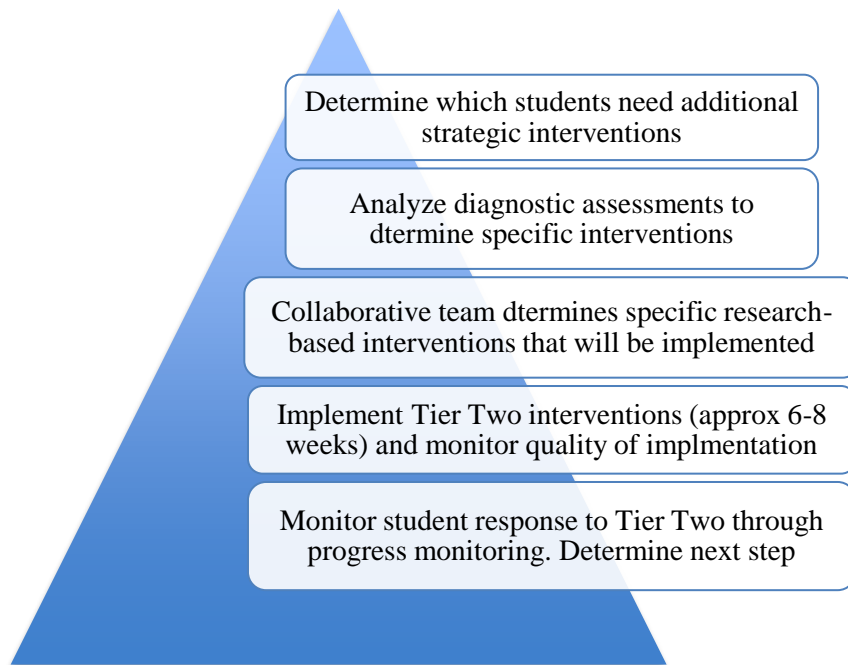 Determine which students need additional
strategic interventions
Analyze diagnostic assessments to
dtermine specific interventions
Collaborative team dtermines specific research-
based interventions that will be implemented
Implement Tier Two interventions (approx 6-8
weeks) and monitor quality of implmentation
Monitor student response to Tier Two through
progress monitoring. Determine next step